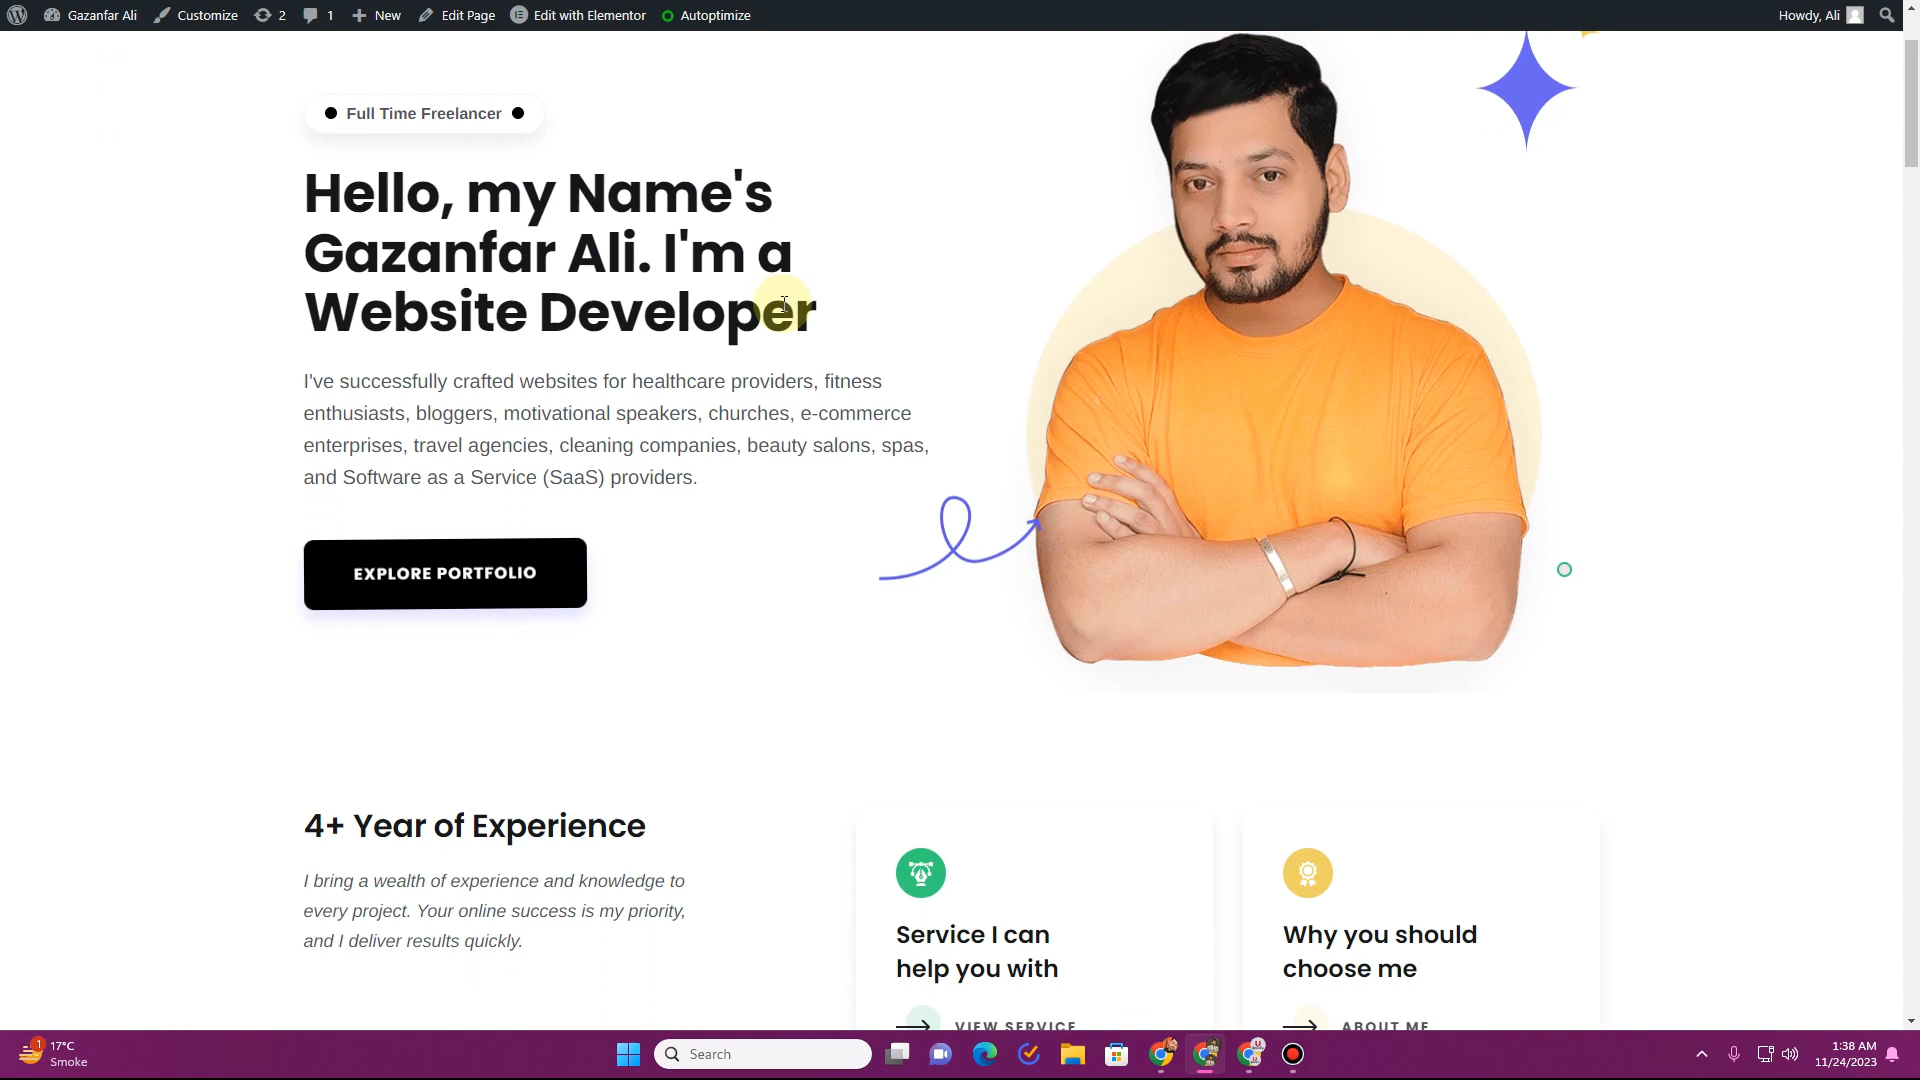 Gazanfar Ali Customize 2 1 New Edit Page Edit with Elementor Autoptimize Howdy, Ali
Full Time Freelancer
Hello, my Name's
Gazanfar Ali. I'm a
Website Developer
I've successfully crafted websites for healthcare providers, fitness
enthusiasts, bloggers, motivational speakers, churches, e-commerce
enterprises, travel agencies, cleaning companies, beauty salons, spas,
and Software as a Service (SaaS) providers.
EXPLORE PORTFOLIO
4+ Year of Experience
I bring a wealth of experience and knowledge to
every project. Your online success is my priority,
and I deliver results quickly.
Service I can
help you with
VIEW SERVICE
Why you should
choose me
ABOUT ME
1
17°C
Smoke
Search
1:38 AM
11/24/2023